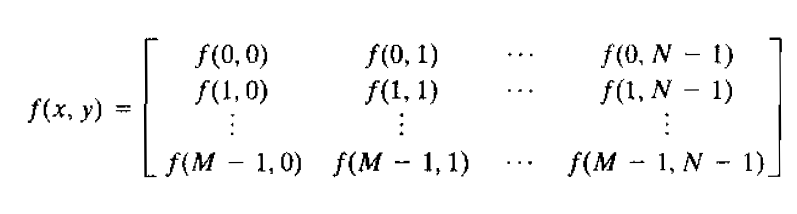 f(0, 0) f(0, 1) ⋯ f(0, N − 1)
f(1, 0) f(1, 1) ⋯ f(1, N − 1)
f(x, y) =
⋮ ⋮ ⋮
f(M − 1, 0) f(M − 1, 1) ⋯ f(M − 1, N − 1)